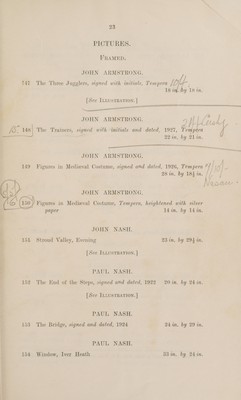 23
PICTURES.
FRAMED.
JOHN ARMSTRONG.
147 The Three Jugglers, signed with initials, Tempera
18 in. by 18 in.
[See ILLUSTRATION.]
JOHN ARMSTRONG.
148 The Trainers, signed with initials and dated, 1927, Tempera
22 in. by 21 in.
JOHN ARMSTRONG.
149 Figures in Medieval Costume, signed and dated, 1926, Tempera
28 in. by 19½ in.
JOHN ARMSTRONG.
150 Figures in Medieval Costume, Tempera, heightened with silver
paper
14 in. by 14 in.
JOHN NASH.
151 Stroud Valley, Evening
23 in. by 29½ in.
[See ILLUSTRATION.]
PAUL NASH.
152 The End of the Steps, signed and dated, 1922
20 in. by 24 in.
[See ILLUSTRATION.]
PAUL NASH.
153 The Bridge, signed and dated, 1924
24 in. by 29 in.
PAUL NASH.
154 Window, Iver Heath
33 in. by 24 in.